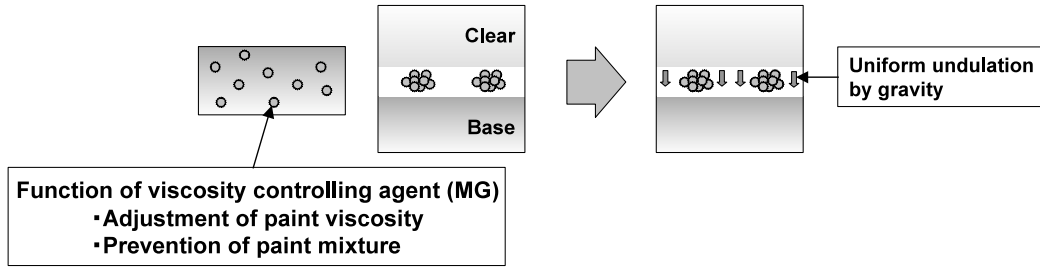 Clear
Base
Uniform undulation
by gravity
Function of viscosity controlling agent (MG)
・Adjustment of paint viscosity
・Prevention of paint mixture